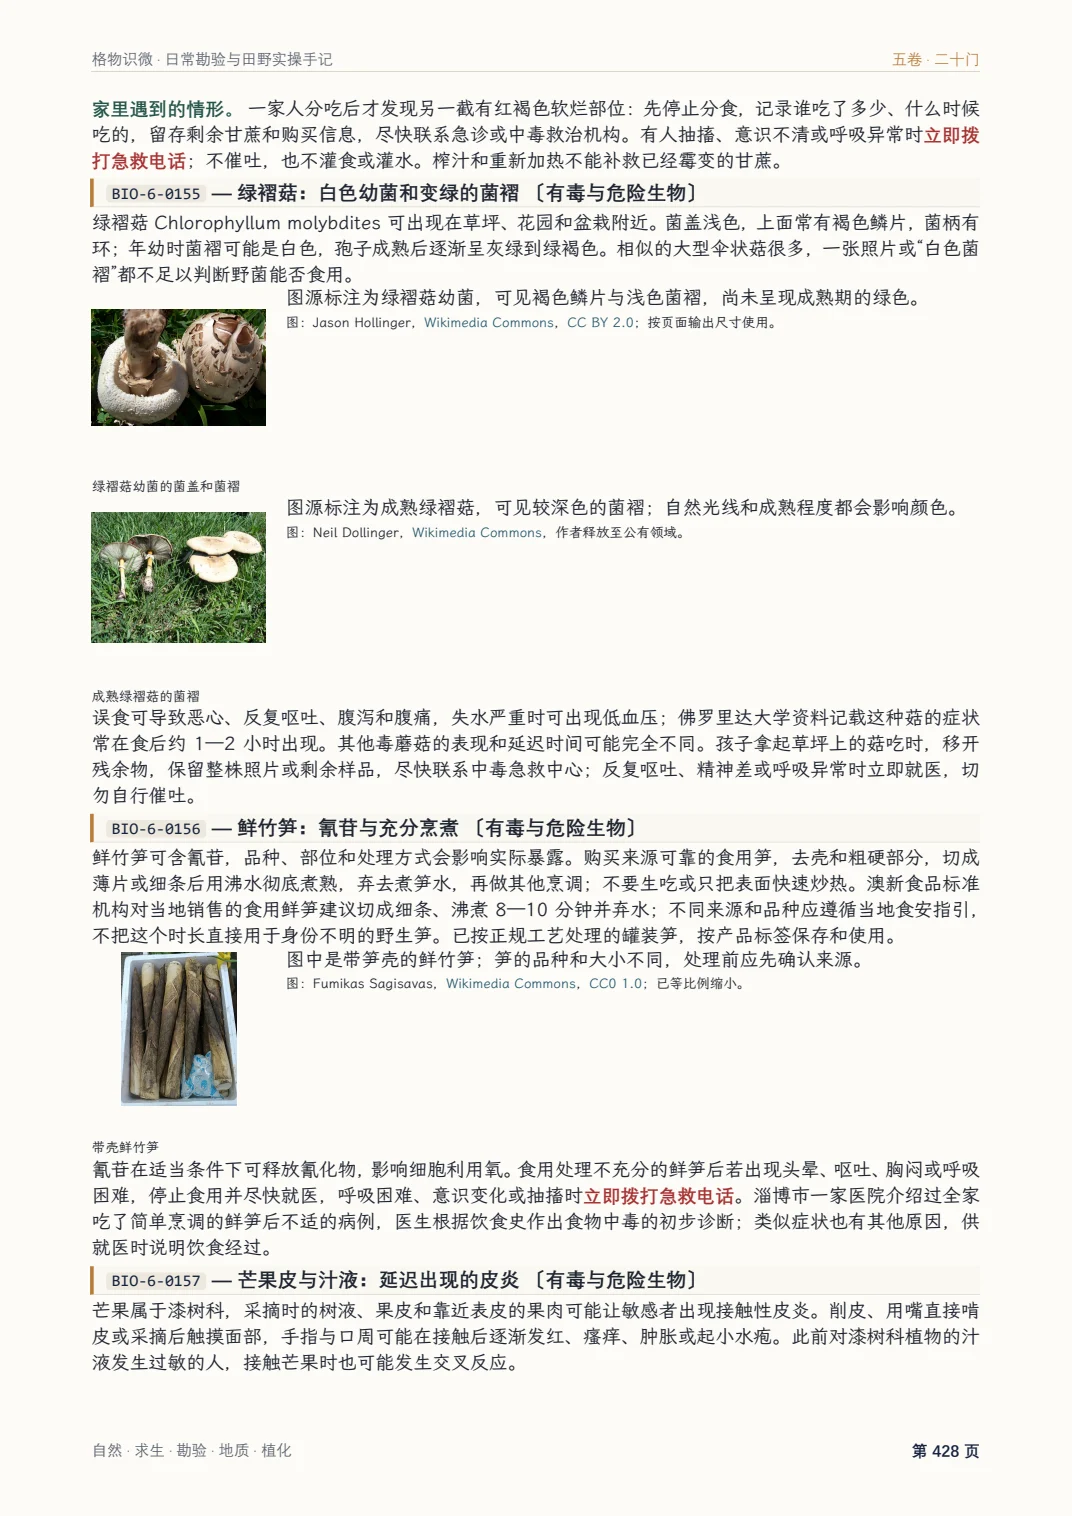 格物识微 · 日常勘验与田野实操手记
五卷 · 二十门
家里遇到的情形。 一家人分吃后才发现另一截有红褐色软烂部位：先停止分食，记录谁吃了多少、什么时候
吃的，留存剩余甘蔗和购买信息，尽快联系急诊或中毒救治机构。有人抽搐、意识不清或呼吸异常时立即拨
打急救电话；不催吐，也不灌食或灌水。榨汁和重新加热不能补救已经霉变的甘蔗。
BIO-6-0155 — 绿褶菇：白色幼菌和变绿的菌褶 〔有毒与危险生物〕
绿褶菇 Chlorophyllum molybdites 可出现在草坪、花园和盆栽附近。菌盖浅色，上面常有褐色鳞片，菌柄有
环；年幼时菌褶可能是白色，孢子成熟后逐渐呈灰绿到绿褐色。相似的大型伞状菇很多，一张照片或“白色菌
褶”都不足以判断野菌能否食用。
图源标注为绿褶菇幼菌，可见褐色鳞片与浅色菌褶，尚未呈现成熟期的绿色。
图：Jason Hollinger，Wikimedia Commons，CC BY 2.0；按页面输出尺寸使用。
绿褶菇幼菌的菌盖和菌褶
图源标注为成熟绿褶菇，可见较深色的菌褶；自然光线和成熟程度都会影响颜色。
图：Neil Dollinger，Wikimedia Commons，作者释放至公有领域。
成熟绿褶菇的菌褶
误食可导致恶心、反复呕吐、腹泻和腹痛，失水严重时可出现低血压；佛罗里达大学资料记载这种菇的症状
常在食后约 1—2 小时出现。其他毒蘑菇的表现和延迟时间可能完全不同。孩子拿起草坪上的菇吃时，移开
残余物，保留整株照片或剩余样品，尽快联系中毒急救中心；反复呕吐、精神差或呼吸异常时立即就医，切
勿自行催吐。
BIO-6-0156 — 鲜竹笋：氰苷与充分烹煮 〔有毒与危险生物〕
鲜竹笋可含氰苷，品种、部位和处理方式会影响实际暴露。购买来源可靠的食用笋，去壳和粗硬部分，切成
薄片或细条后用沸水彻底煮熟，弃去煮笋水，再做其他烹调；不要生吃或只把表面快速炒热。澳新食品标准
机构对当地销售的食用鲜笋建议切成细条、沸煮 8—10 分钟并弃水；不同来源和品种应遵循当地食安指引，
不把这个时长直接用于身份不明的野生笋。已按正规工艺处理的罐装笋，按产品标签保存和使用。
图中是带笋壳的鲜竹笋；笋的品种和大小不同，处理前应先确认来源。
图：Fumikas Sagisavas，Wikimedia Commons，CC0 1.0；已等比例缩小。
带壳鲜竹笋
氰苷在适当条件下可释放氰化物，影响细胞利用氧。食用处理不充分的鲜笋后若出现头晕、呕吐、胸闷或呼吸
困难，停止食用并尽快就医，呼吸困难、意识变化或抽搐时立即拨打急救电话。淄博市一家医院介绍过全家
吃了简单烹调的鲜笋后不适的病例，医生根据饮食史作出食物中毒的初步诊断；类似症状也有其他原因，供
就医时说明饮食经过。
BIO-6-0157 — 芒果皮与汁液：延迟出现的皮炎 〔有毒与危险生物〕
芒果属于漆树科，采摘时的树液、果皮和靠近表皮的果肉可能让敏感者出现接触性皮炎。削皮、用嘴直接啃
皮或采摘后触摸面部，手指与口周可能在接触后逐渐发红、瘙痒、肿胀或起小水疱。此前对漆树科植物的汁
液发生过敏的人，接触芒果时也可能发生交叉反应。
自然 · 求生 · 勘验 · 地质 · 植化
第 428 页